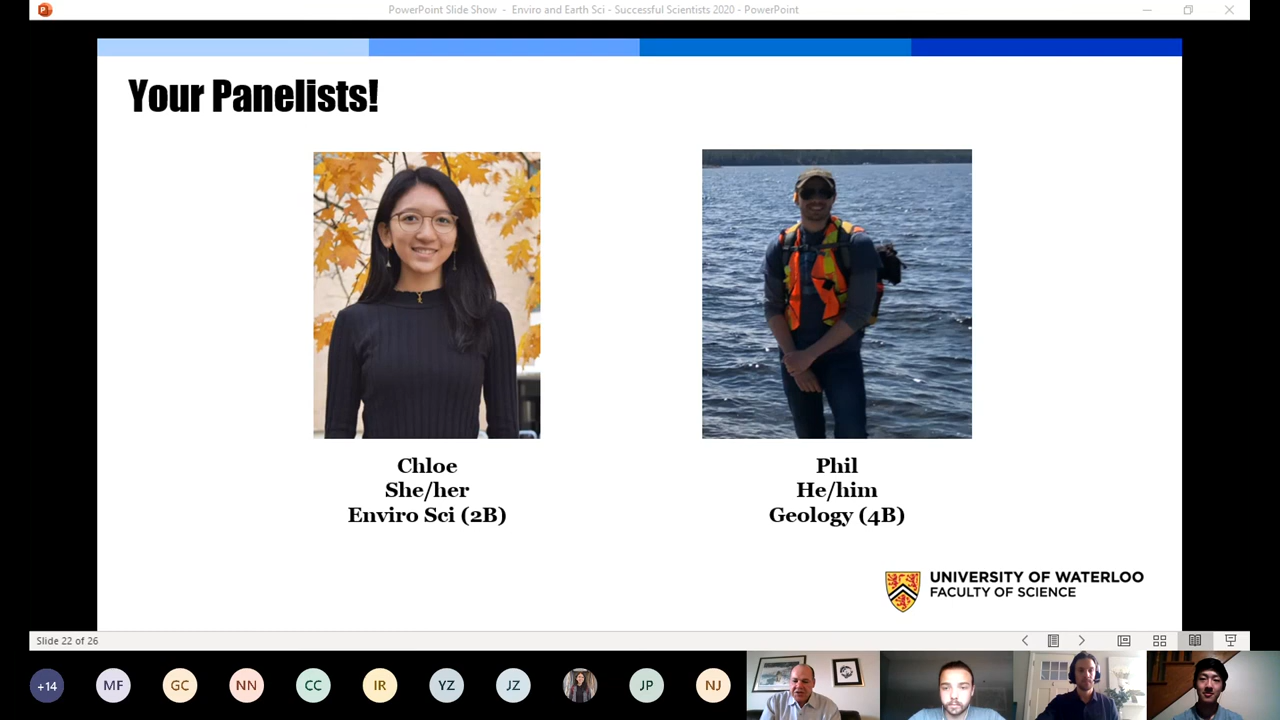 PowerPoint Slide Show - Enviro and Earth Sci - Successful Scientists 2020 - PowerPoint
Your Panelists!
Chloe
She/her
Enviro Sci (2B)
Phil
He/him
Geology (4B)
UNIVERSITY OF WATERLOO
FACULTY OF SCIENCE
Slide 22 of 26
+14
MF
GC
NN
CC
IR
YZ
JZ
JP
NJ